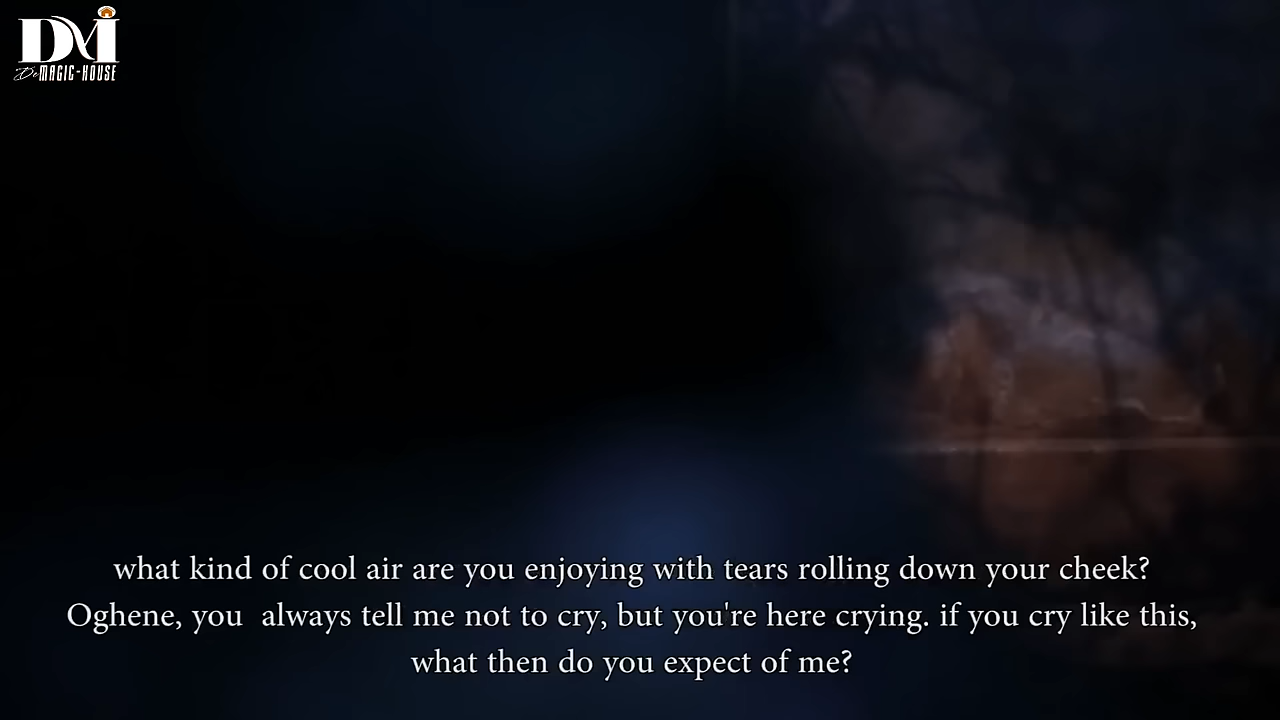 DM
De MAGIC-HOUSE
what kind of cool air are you enjoying with tears rolling down your cheek?
Oghene, you  always tell me not to cry, but you're here crying. if you cry like this,
what then do you expect of me?